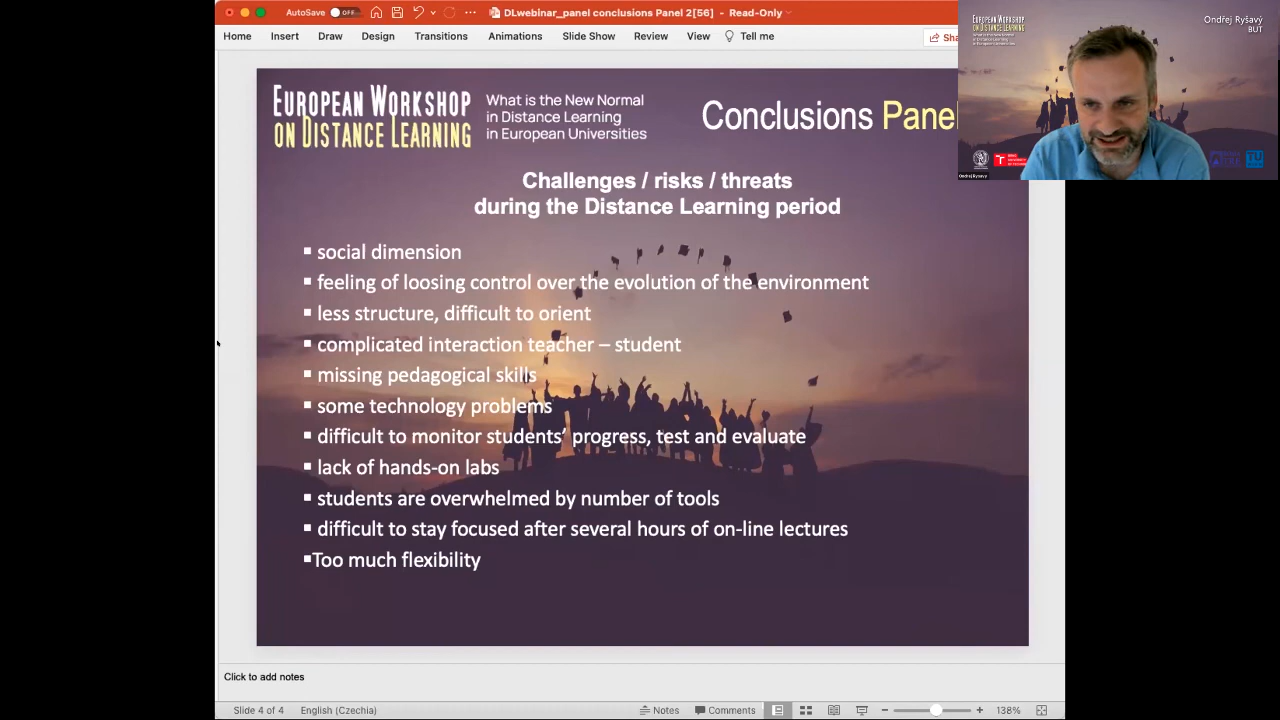 AutoSave OFF DLwebinar_panel conclusions Panel 2[56] - Read-Only
Home Insert Draw Design Transitions Animations Slide Show Review View Tell me Sha
Ondřej Ryšavý
BUT
EUROPEAN WORKSHOP
ON DISTANCE LEARNING
What is the New Normal
in Distance Learning
in European Universities
Conclusions Panel
Ondřej Ryšavý
Challenges / risks / threats
during the Distance Learning period
▪ social dimension
▪ feeling of loosing control over the evolution of the environment
▪ less structure, difficult to orient
▪ complicated interaction teacher – student
▪ missing pedagogical skills
▪ some technology problems
▪ difficult to monitor students’ progress, test and evaluate
▪ lack of hands-on labs
▪ students are overwhelmed by number of tools
▪ difficult to stay focused after several hours of on-line lectures
▪Too much flexibility
Click to add notes
Slide 4 of 4 English (Czechia) Notes Comments 138%